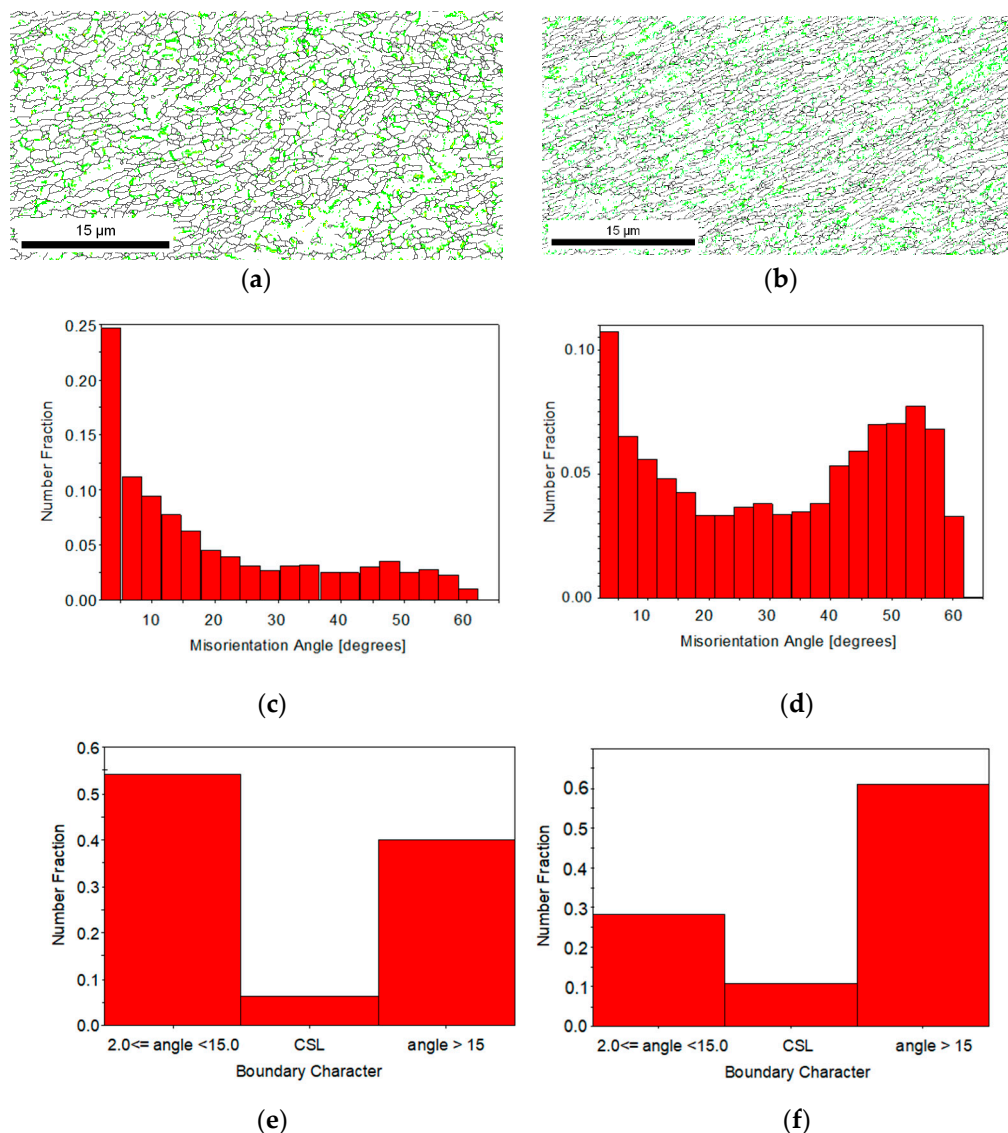 15 µm
15 µm
(a)
(b)
0.25
0.20
0.15
0.10
0.05
0.00
Number Fraction
10 20 30 40 50 60
Misorientation Angle [degrees]
0.10
0.05
0.00
Number Fraction
10 20 30 40 50 60
Misorientation Angle [degrees]
(c)
(d)
0.6
0.5
0.4
0.3
0.2
0.1
0.0
Number Fraction
2.0<= angle <15.0 CSL angle > 15
Boundary Character
0.6
0.5
0.4
0.3
0.2
0.1
0.0
Number Fraction
2.0<= angle <15.0 CSL angle > 15
Boundary Character
(e)
(f)